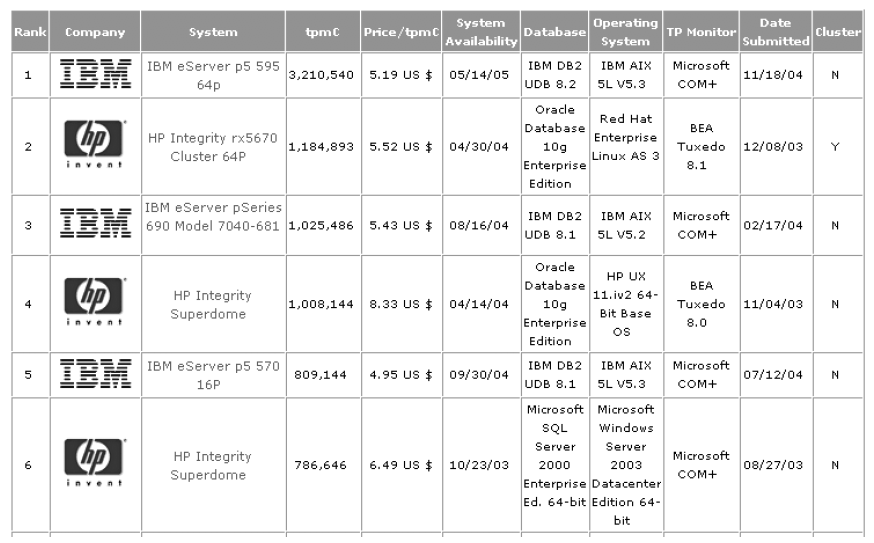 Rank Company System tpmC Price/tpmC System Availability Database Operating System TP Monitor Date Submitted Cluster
1 IBM IBM eServer p5 595 64p 3,210,540 5.19 US $ 05/14/05 IBM DB2 UDB 8.2 IBM AIX 5L V5.3 Microsoft COM+ 11/18/04 N
2 hp invent HP Integrity rx5670 Cluster 64P 1,184,893 5.52 US $ 04/30/04 Oracle Database 10g Enterprise Edition Red Hat Enterprise Linux AS 3 BEA Tuxedo 8.1 12/08/03 Y
3 IBM IBM eServer pSeries 690 Model 7040-681 1,025,486 5.43 US $ 08/16/04 IBM DB2 UDB 8.1 IBM AIX 5L V5.2 Microsoft COM+ 02/17/04 N
4 hp invent HP Integrity Superdome 1,008,144 8.33 US $ 04/14/04 Oracle Database 10g Enterprise Edition HP UX 11.iv2 64-Bit Base OS BEA Tuxedo 8.0 11/04/03 N
5 IBM IBM eServer p5 570 16P 809,144 4.95 US $ 09/30/04 IBM DB2 UDB 8.1 IBM AIX 5L V5.3 Microsoft COM+ 07/12/04 N
6 hp invent HP Integrity Superdome 786,646 6.49 US $ 10/23/03 Microsoft SQL Server 2000 Enterprise Ed. 64-bit Microsoft Windows Server 2003 Datacenter Edition 64-bit Microsoft COM+ 08/27/03 N